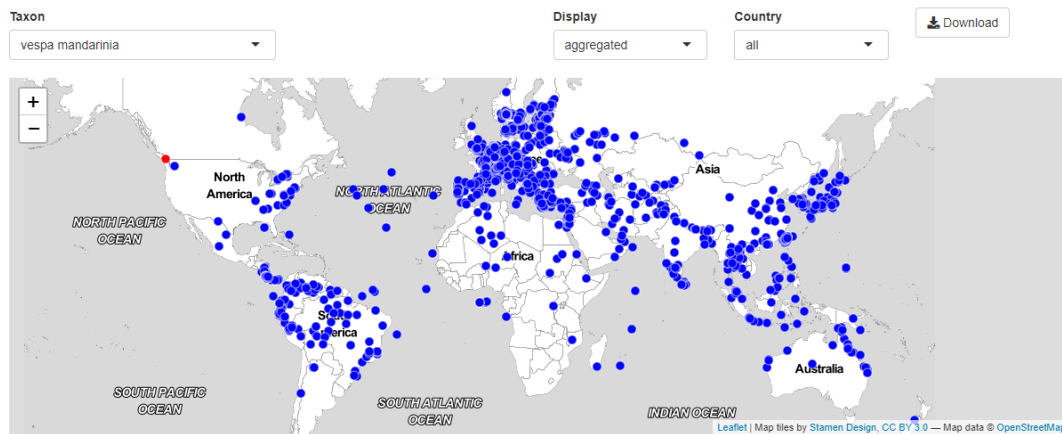 Taxon
Display
Country
Download
vespa mandarinia
aggregated
all
+
−
Asia
North
America
NORTH ATLANTIC
OCEAN
NORTH PACIFIC
OCEAN
Africa
America
Australia
SOUTH PACIFIC
OCEAN
SOUTH ATLANTIC
OCEAN
INDIAN OCEAN
Leaflet | Map tiles by Stamen Design, CC BY 3.0 — Map data © OpenStreetMap